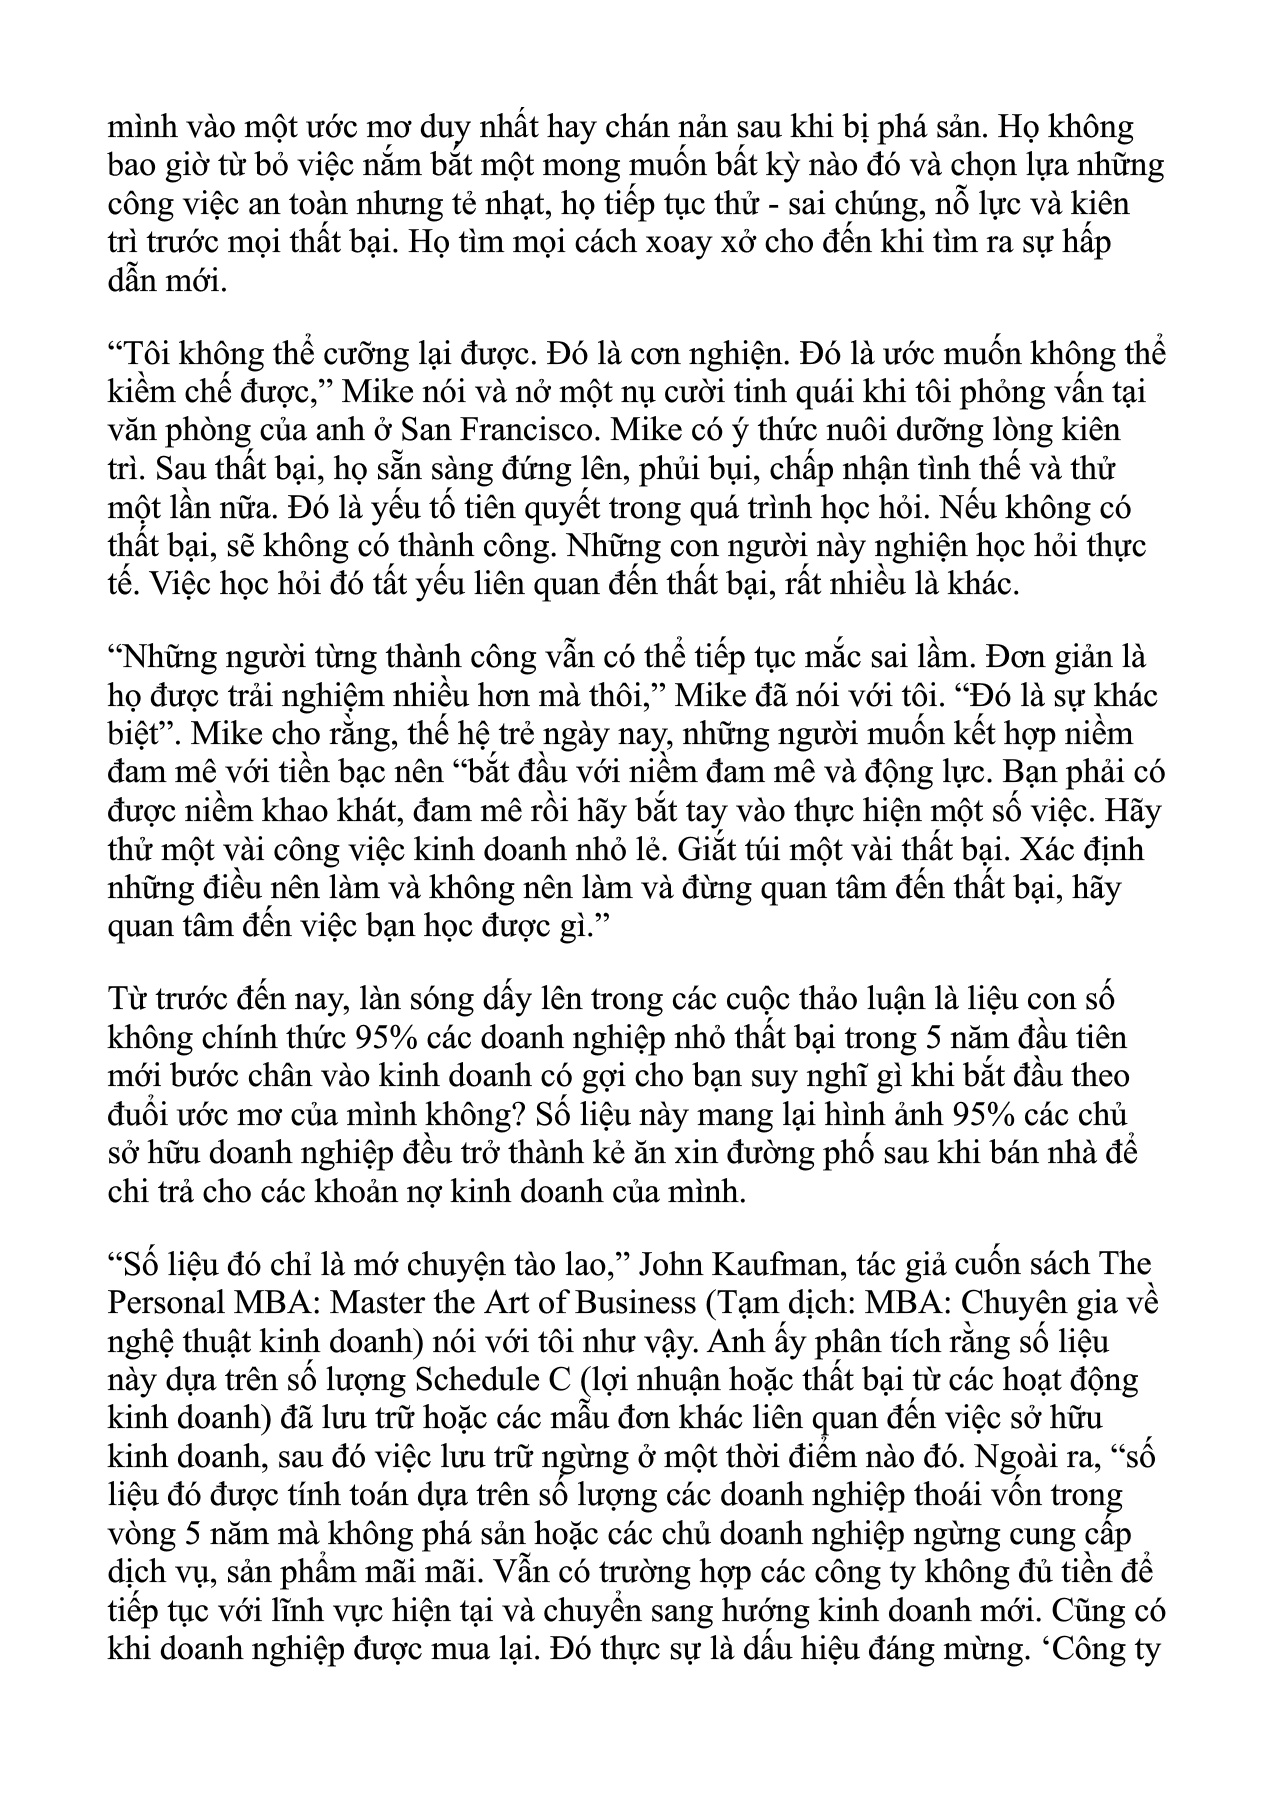 mình vào một ước mơ duy nhất hay chán nản sau khi bị phá sản. Họ không
bao giờ từ bỏ việc nắm bắt một mong muốn bất kỳ nào đó và chọn lựa những
công việc an toàn nhưng tẻ nhạt, họ tiếp tục thử - sai chúng, nỗ lực và kiên
trì trước mọi thất bại. Họ tìm mọi cách xoay xở cho đến khi tìm ra sự hấp
dẫn mới.
“Tôi không thể cưỡng lại được. Đó là cơn nghiện. Đó là ước muốn không thể
kiềm chế được,” Mike nói và nở một nụ cười tinh quái khi tôi phỏng vấn tại
văn phòng của anh ở San Francisco. Mike có ý thức nuôi dưỡng lòng kiên
trì. Sau thất bại, họ sẵn sàng đứng lên, phủi bụi, chấp nhận tình thế và thử
một lần nữa. Đó là yếu tố tiên quyết trong quá trình học hỏi. Nếu không có
thất bại, sẽ không có thành công. Những con người này nghiện học hỏi thực
tế. Việc học hỏi đó tất yếu liên quan đến thất bại, rất nhiều là khác.
“Những người từng thành công vẫn có thể tiếp tục mắc sai lầm. Đơn giản là
họ được trải nghiệm nhiều hơn mà thôi,” Mike đã nói với tôi. “Đó là sự khác
biệt”. Mike cho rằng, thế hệ trẻ ngày nay, những người muốn kết hợp niềm
đam mê với tiền bạc nên “bắt đầu với niềm đam mê và động lực. Bạn phải có
được niềm khao khát, đam mê rồi hãy bắt tay vào thực hiện một số việc. Hãy
thử một vài công việc kinh doanh nhỏ lẻ. Giắt túi một vài thất bại. Xác định
những điều nên làm và không nên làm và đừng quan tâm đến thất bại, hãy
quan tâm đến việc bạn học được gì.”
Từ trước đến nay, làn sóng dấy lên trong các cuộc thảo luận là liệu con số
không chính thức 95% các doanh nghiệp nhỏ thất bại trong 5 năm đầu tiên
mới bước chân vào kinh doanh có gợi cho bạn suy nghĩ gì khi bắt đầu theo
đuổi ước mơ của mình không? Số liệu này mang lại hình ảnh 95% các chủ
sở hữu doanh nghiệp đều trở thành kẻ ăn xin đường phố sau khi bán nhà để
chi trả cho các khoản nợ kinh doanh của mình.
“Số liệu đó chỉ là mớ chuyện tào lao,” John Kaufman, tác giả cuốn sách The
Personal MBA: Master the Art of Business (Tạm dịch: MBA: Chuyên gia về
nghệ thuật kinh doanh) nói với tôi như vậy. Anh ấy phân tích rằng số liệu
này dựa trên số lượng Schedule C (lợi nhuận hoặc thất bại từ các hoạt động
kinh doanh) đã lưu trữ hoặc các mẫu đơn khác liên quan đến việc sở hữu
kinh doanh, sau đó việc lưu trữ ngừng ở một thời điểm nào đó. Ngoài ra, “số
liệu đó được tính toán dựa trên số lượng các doanh nghiệp thoái vốn trong
vòng 5 năm mà không phá sản hoặc các chủ doanh nghiệp ngừng cung cấp
dịch vụ, sản phẩm mãi mãi. Vẫn có trường hợp các công ty không đủ tiền để
tiếp tục với lĩnh vực hiện tại và chuyển sang hướng kinh doanh mới. Cũng có
khi doanh nghiệp được mua lại. Đó thực sự là dấu hiệu đáng mừng. ‘Công ty